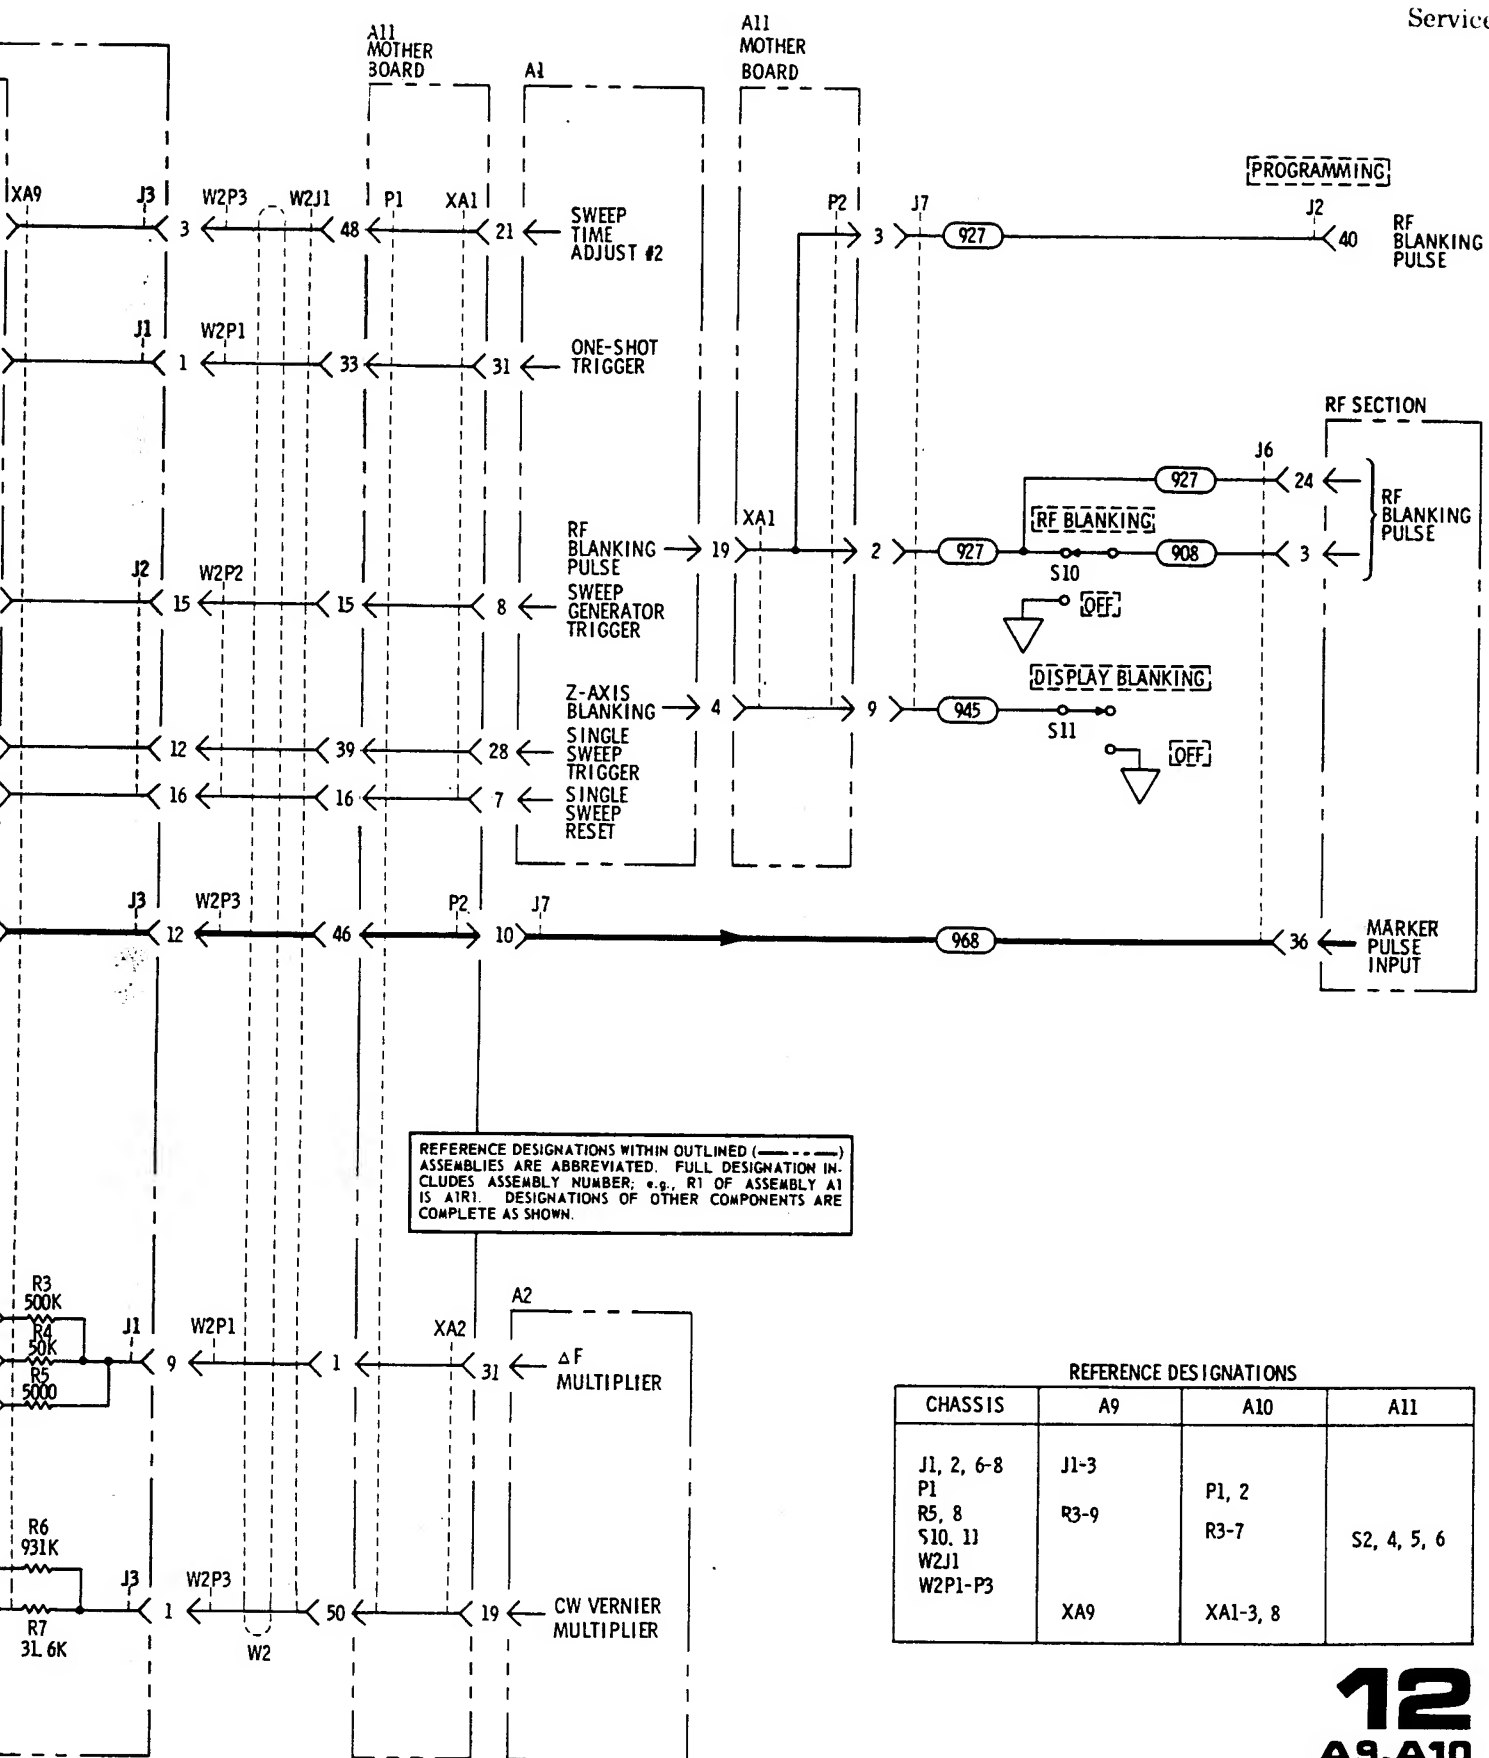 Service
A11
MOTHER
BOARD
A1
A11
MOTHER
BOARD
[PROGRAMMING]
XA9
J3
W2P3
W2J1
P1
XA1
3
48
21
SWEEP
TIME
ADJUST #2
P2
J7
3
927
J2
40
RF
BLANKING
PULSE
J1
W2P1
1
33
31
ONE-SHOT
TRIGGER
RF SECTION
J6
927
24
RF
BLANKING
PULSE
RF
BLANKING
PULSE
19
XA1
2
927
RF BLANKING
S10
908
3
OFF
J2
W2P2
15
15
8
SWEEP
GENERATOR
TRIGGER
Z-AXIS
BLANKING
4
9
945
DISPLAY BLANKING
S11
OFF
12
39
28
SINGLE
SWEEP
TRIGGER
16
16
7
SINGLE
SWEEP
RESET
J3
W2P3
P2
J7
12
46
10
968
36
MARKER
PULSE
INPUT
REFERENCE DESIGNATIONS WITHIN OUTLINED (— - - —)
ASSEMBLIES ARE ABBREVIATED. FULL DESIGNATION IN-
CLUDES ASSEMBLY NUMBER; e.g., R1 OF ASSEMBLY A1
IS A1R1. DESIGNATIONS OF OTHER COMPONENTS ARE
COMPLETE AS SHOWN.
R3
500K
R4
50K
R5
5000
J1
W2P1
XA2
A2
9
1
31
ΔF
MULTIPLIER
R6
931K
R7
31.6K
J3
W2P3
1
50
19
CW VERNIER
MULTIPLIER
W2
REFERENCE DESIGNATIONS
CHASSIS A9 A10 A11
J1, 2, 6-8 J1-3
P1 P1, 2
R5, 8 R3-9
S10, 11 R3-7 S2, 4, 5, 6
W2J1
W2P1-P3
XA9 XA1-3, 8
12
A9, A10